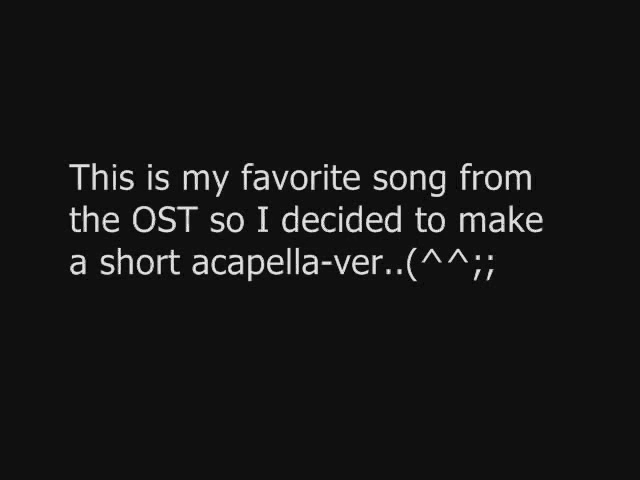 This is my favorite song from
the OST so I decided to make
a short acapella-ver..(^^;;